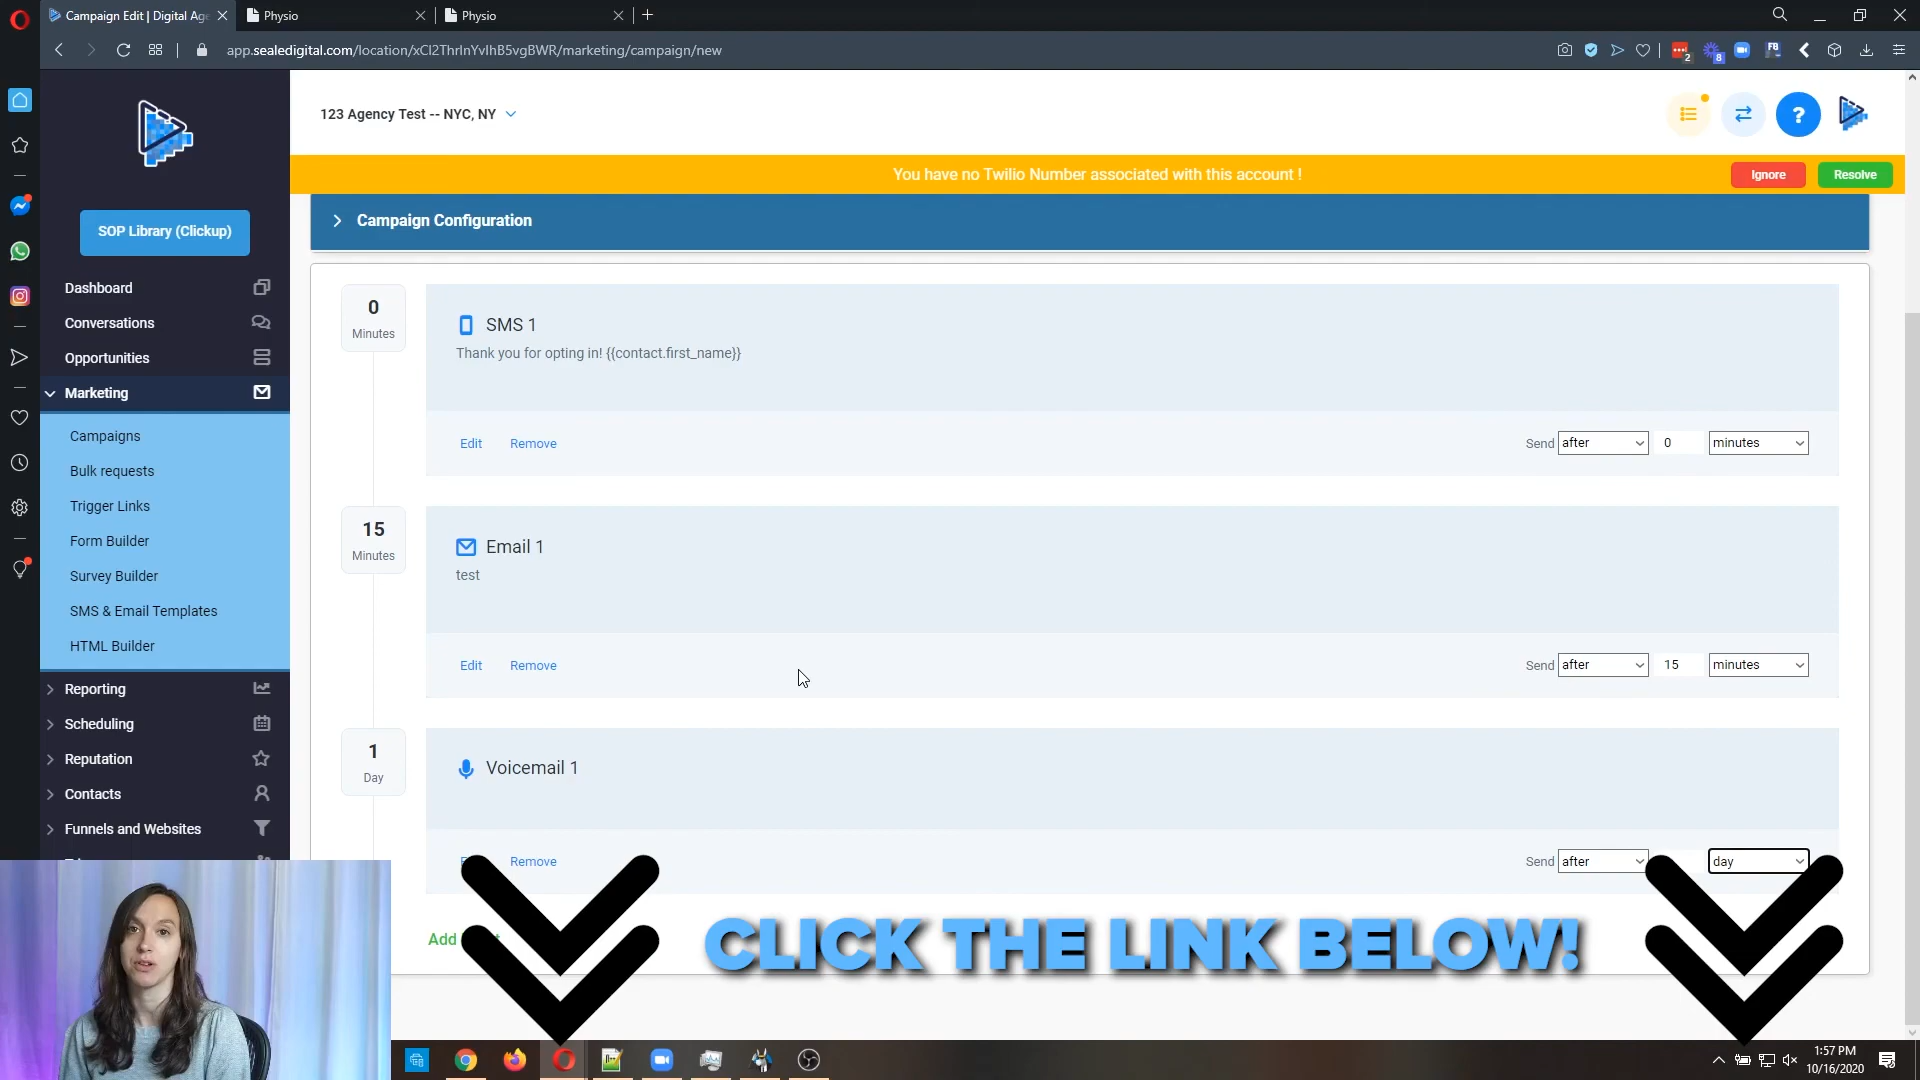 Campaign Edit | Digital Age
Physio
Physio
app.sealedigital.com/location/xCl2ThrInYvIhB5vgBWR/marketing/campaign/new
2
8
FB
123 Agency Test -- NYC, NY
?
You have no Twilio Number associated with this account !
Ignore
Resolve
SOP Library (Clickup)
Dashboard
Conversations
Opportunities
Marketing
Campaigns
Bulk requests
Trigger Links
Form Builder
Survey Builder
SMS & Email Templates
HTML Builder
Reporting
Scheduling
Reputation
Contacts
Funnels and Websites
Campaign Configuration
0
Minutes
SMS 1
Thank you for opting in! {{contact.first_name}}
Edit Remove
Send after 0 minutes
15
Minutes
Email 1
test
Edit Remove
Send after 15 minutes
1
Day
Voicemail 1
Remove
Send after day
Add
CLICK THE LINK BELOW!
1:57 PM
10/16/2020